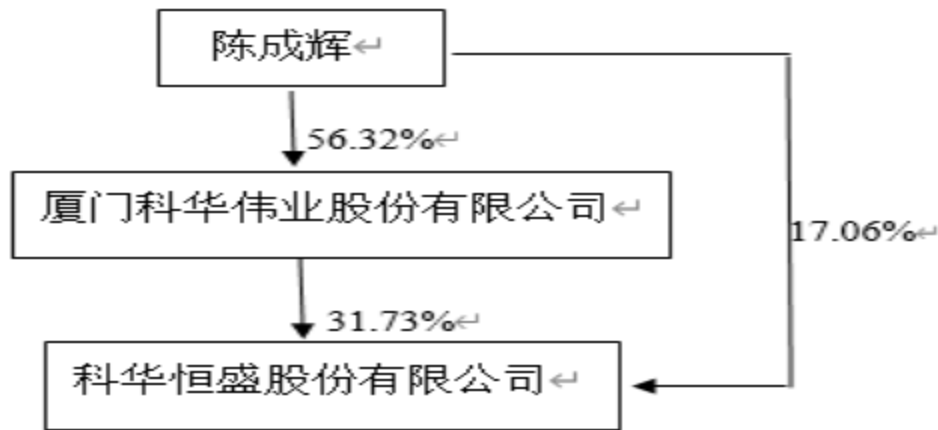 陈成辉
56.32%
厦门科华伟业股份有限公司
17.06%
31.73%
科华恒盛股份有限公司